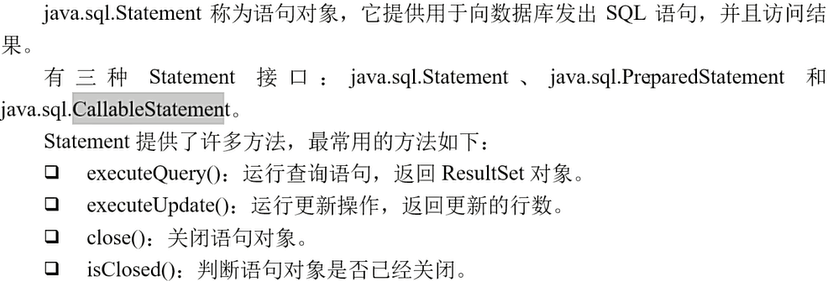 java.sql.Statement 称为语句对象，它提供用于向数据库发出 SQL 语句，并且访问结
果。
有三种 Statement 接口：java.sql.Statement、java.sql.PreparedStatement 和
java.sql.CallableStatement。
Statement 提供了许多方法，最常用的方法如下：
❑ executeQuery()：运行查询语句，返回 ResultSet 对象。
❑ executeUpdate()：运行更新操作，返回更新的行数。
❑ close()：关闭语句对象。
❑ isClosed()：判断语句对象是否已经关闭。